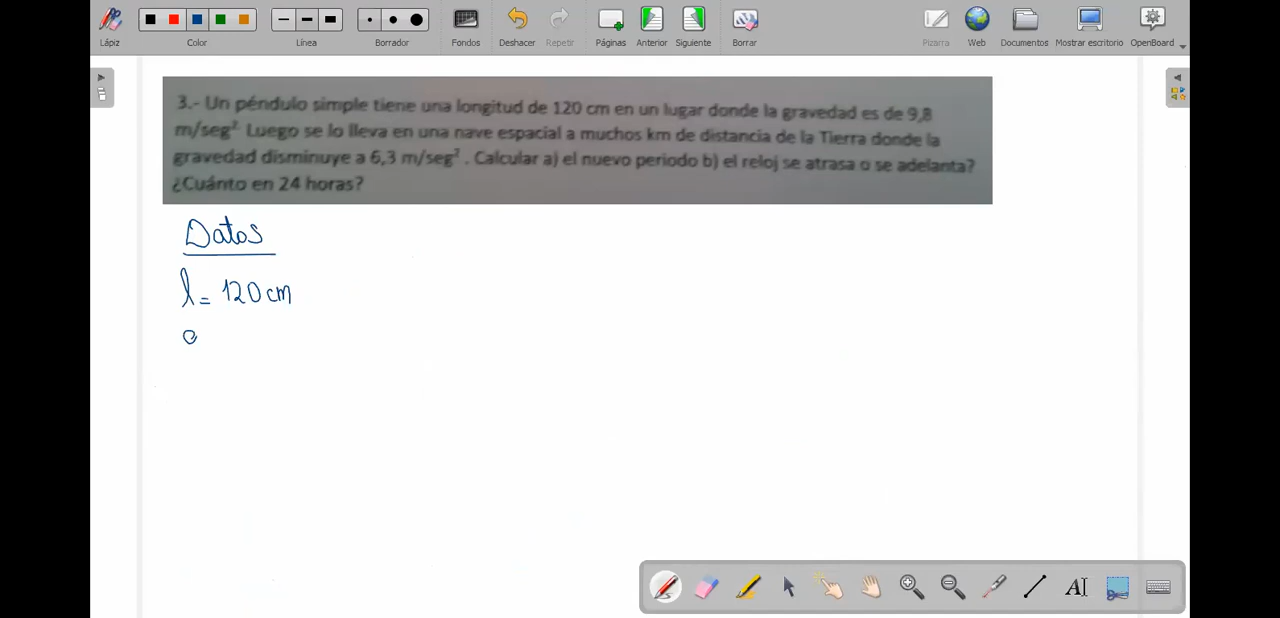 Lápiz
Color
Línea
Borrador
Fondos
Deshacer
Repetir
Páginas
Anterior
Siguiente
Borrar
Pizarra
Web
Documentos
Mostrar escritorio
OpenBoard
3.- Un péndulo simple tiene una longitud de 120 cm en un lugar donde la gravedad es de 9,8
m/seg² Luego se lo lleva en una nave espacial a muchos km de distancia de la Tierra donde la
gravedad disminuye a 6,3 m/seg² . Calcular a) el nuevo periodo b) el reloj se atrasa o se adelanta?
¿Cuánto en 24 horas?
Datos
l = 120 cm